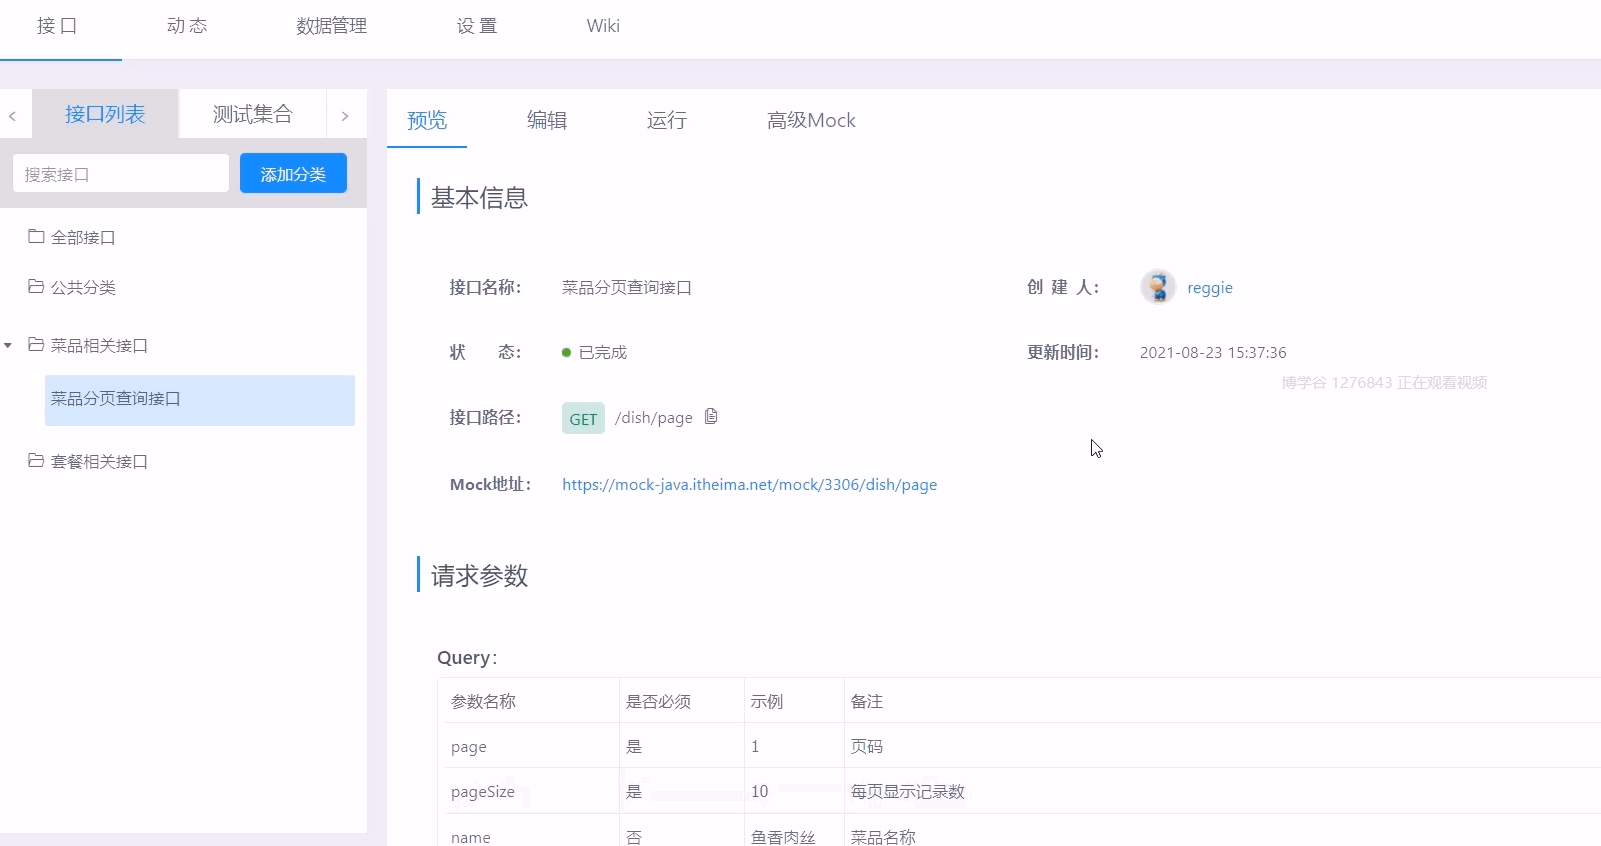 接 口 动 态 数据管理 设 置 Wiki
< 接口列表 测试集合 >
预览 编辑 运行 高级Mock
搜索接口 添加分类
全部接口
公共分类
菜品相关接口
菜品分页查询接口
套餐相关接口
基本信息
接口名称： 菜品分页查询接口 创 建 人： reggie
状 态： 已完成 更新时间： 2021-08-23 15:37:36
博学谷 1276843 正在观看视频
接口路径： GET /dish/page
Mock地址： https://mock-java.itheima.net/mock/3306/dish/page
请求参数
Query：
参数名称 是否必须 示例 备注
page 是 1 页码
pageSize 是 10 每页显示记录数
name 否 鱼香肉丝 菜品名称